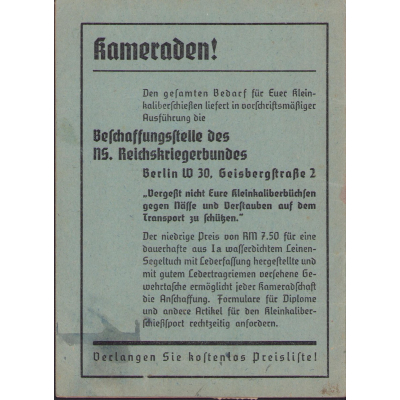 Kameraden!
Den gesamten Bedarf für Euer Klein-
kaliberschießen liefert in vorschriftsmäßiger
Ausführung die
Beschaffungsstelle des
NS. Reichskriegerbundes
Berlin W 30, Geisbergstraße 2
„Vergeßt nicht Eure Kleinkaliberbüchsen
gegen Nässe und Verstauben auf dem
Transport zu schützen.“
Der niedrige Preis von RM 7.50 für eine
dauerhafte aus 1a wasserdichtem Leinen-
Segeltuch mit Lederfassung hergestellte und
mit gutem Ledertragriemen versehene Ge-
wehrtasche ermöglicht jeder Kameradschaft
die Anschaffung. Formulare für Diplome
und andere Artikel für den Kleinkaliber-
schießsport rechtzeitig anfordern.
Verlangen Sie kostenlos Preisliste!